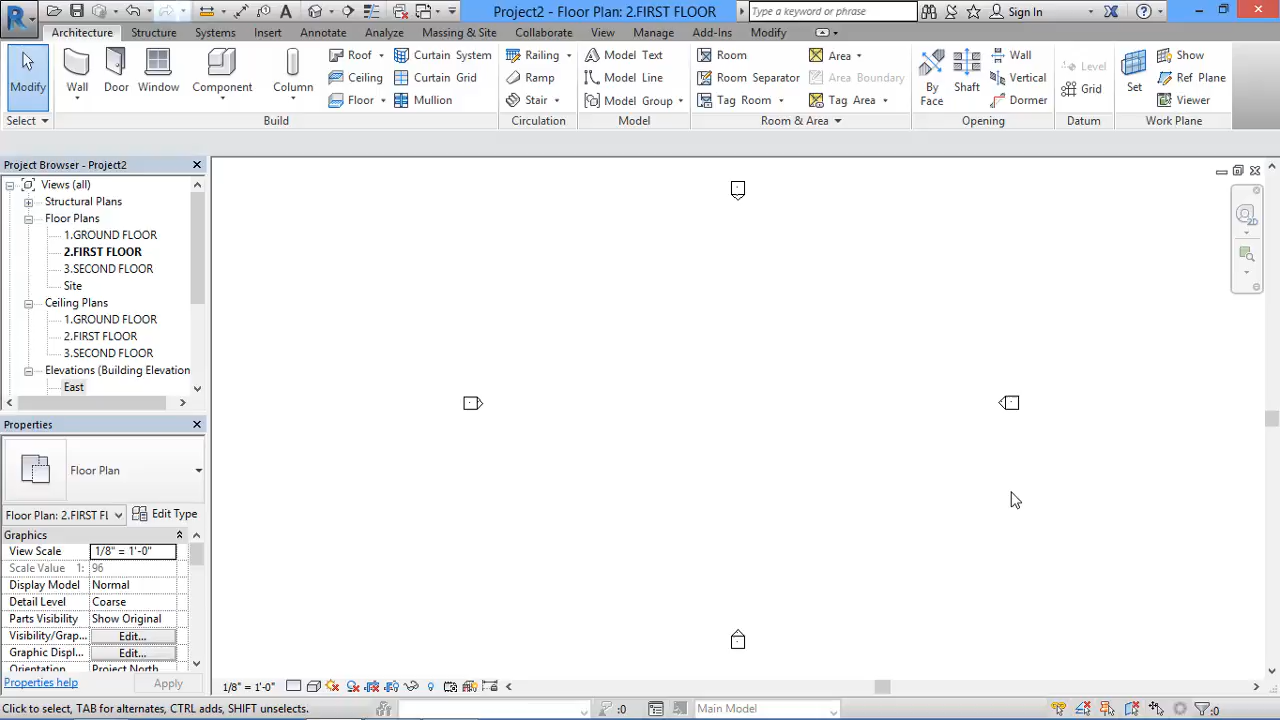 Project2 - Floor Plan: 2.FIRST FLOOR
Type a keyword or phrase
Sign In
Architecture Structure Systems Insert Annotate Analyze Massing & Site Collaborate View Manage Add-Ins Modify
Modify
Wall
Door
Window
Component
Column
Roof
Ceiling
Floor
Curtain System
Curtain Grid
Mullion
Railing
Ramp
Stair
Model Text
Model Line
Model Group
Room
Room Separator
Tag Room
Area
Area Boundary
Tag Area
By
Face
Shaft
Wall
Vertical
Dormer
Level
Grid
Set
Show
Ref Plane
Viewer
Select
Build
Circulation
Model
Room & Area
Opening
Datum
Work Plane
Project Browser - Project2
Views (all)
Structural Plans
Floor Plans
1.GROUND FLOOR
2.FIRST FLOOR
3.SECOND FLOOR
Site
Ceiling Plans
1.GROUND FLOOR
2.FIRST FLOOR
3.SECOND FLOOR
Elevations (Building Elevation
East
Properties
Floor Plan
Floor Plan: 2.FIRST Fl
Edit Type
Graphics
View Scale 1/8" = 1'-0"
Scale Value 1: 96
Display Model Normal
Detail Level Coarse
Parts Visibility Show Original
Visibility/Grap... Edit...
Graphic Displ... Edit...
Orientation Project North
Properties help
Apply
2D
1/8" = 1'-0"
Click to select, TAB for alternates, CTRL adds, SHIFT unselects.
:0
Main Model
:0